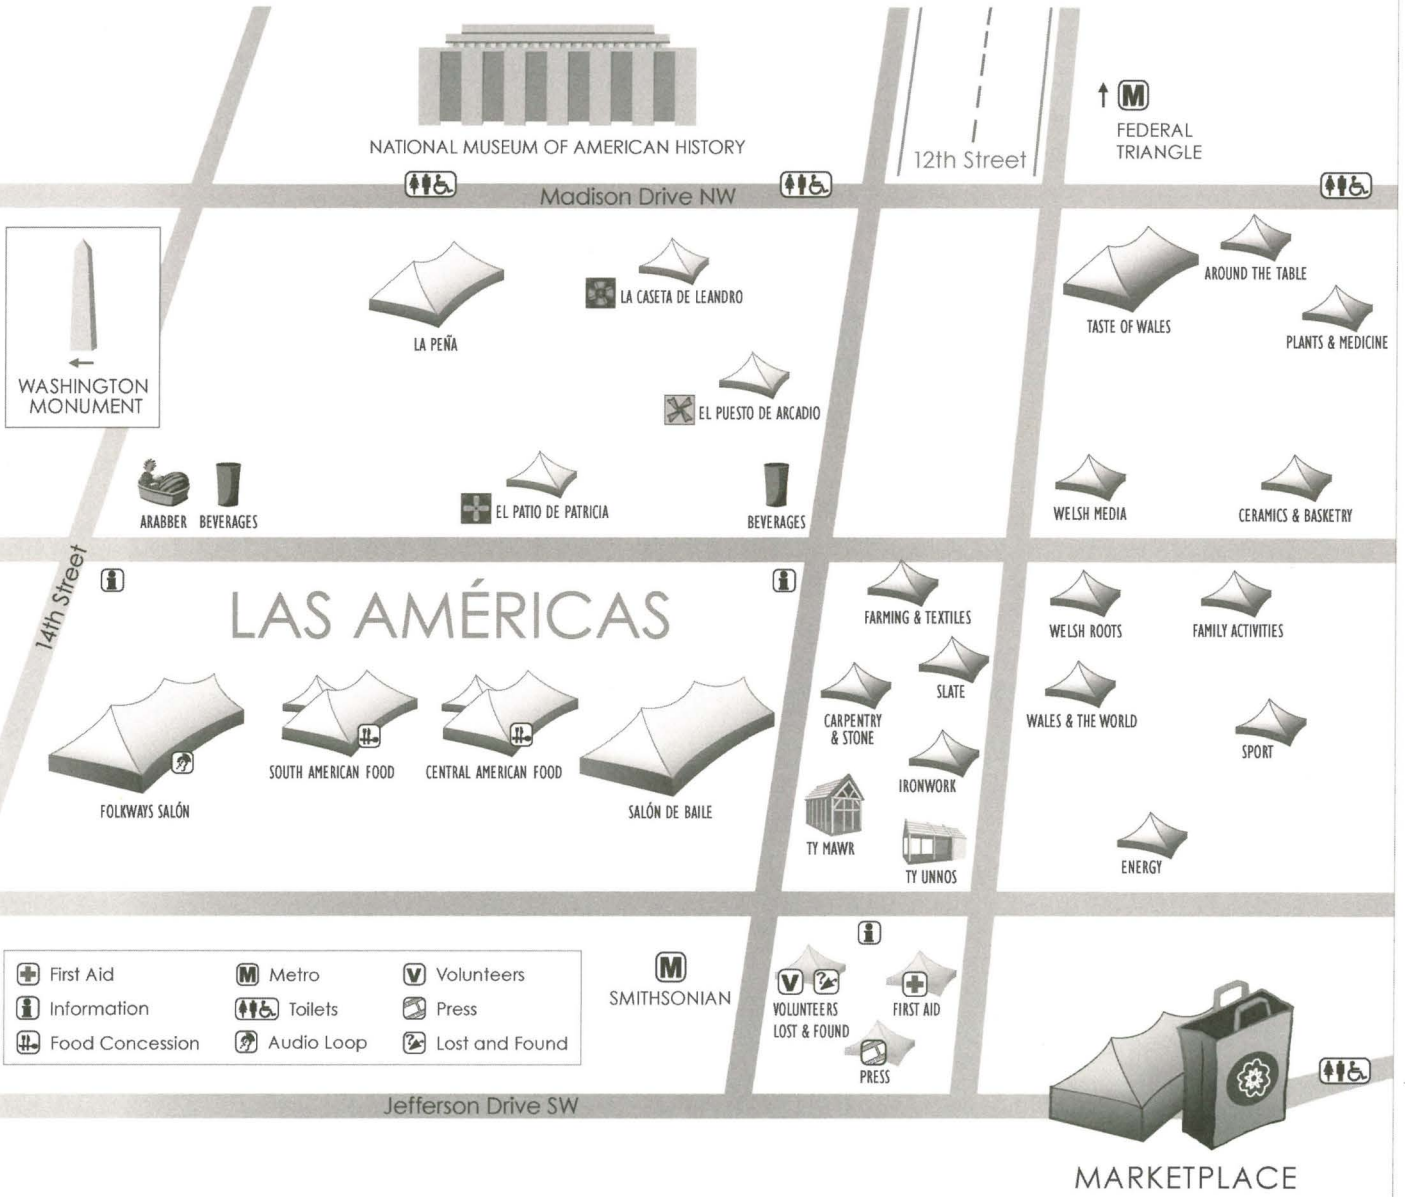 NATIONAL MUSEUM OF AMERICAN HISTORY
12th Street
M
FEDERAL
TRIANGLE
Madison Drive NW
WASHINGTON
MONUMENT
LA PEÑA
LA CASETA DE LEANDRO
EL PUESTO DE ARCADIO
EL PATIO DE PATRICIA
ARABBER
BEVERAGES
BEVERAGES
TASTE OF WALES
AROUND THE TABLE
PLANTS & MEDICINE
WELSH MEDIA
CERAMICS & BASKETRY
14th Street
i
i
LAS AMÉRICAS
FOLKWAYS SALÓN
SOUTH AMERICAN FOOD
CENTRAL AMERICAN FOOD
SALÓN DE BAILE
FARMING & TEXTILES
SLATE
CARPENTRY
& STONE
IRONWORK
TY MAWR
TY UNNOS
WELSH ROOTS
FAMILY ACTIVITIES
WALES & THE WORLD
SPORT
ENERGY
First Aid
i Information
Food Concession
M Metro
Toilets
Audio Loop
V Volunteers
Press
? Lost and Found
M
SMITHSONIAN
i
V ?
VOLUNTEERS
LOST & FOUND
FIRST AID
PRESS
Jefferson Drive SW
MARKETPLACE